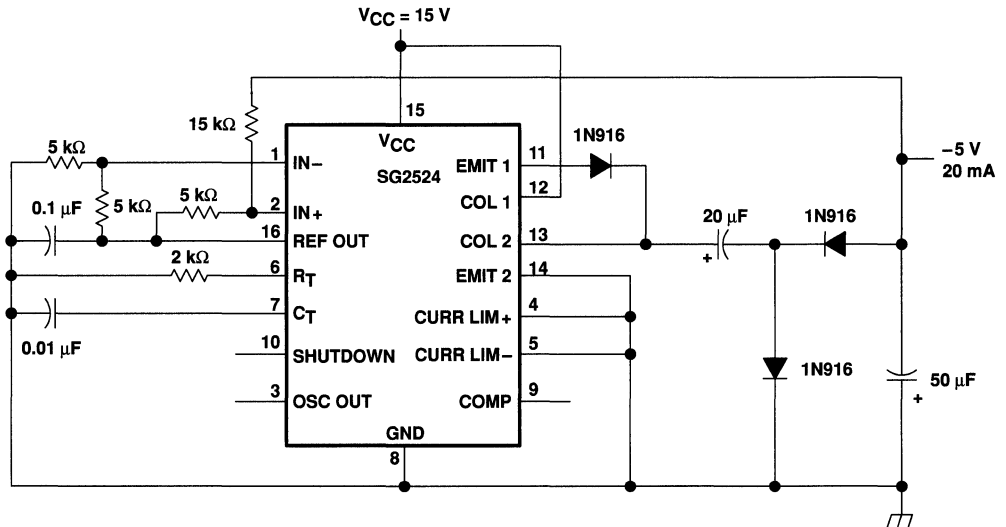 VCC = 15 V
15 kΩ
15
VCC
SG2524
5 kΩ
1
IN−
EMIT 1
11
1N916
5 kΩ
5 kΩ
2
IN+
COL 1
12
0.1 µF
16
REF OUT
COL 2
13
20 µF
+
1N916
−5 V
20 mA
2 kΩ
6
RT
EMIT 2
14
7
CT
CURR LIM+
4
0.01 µF
10
SHUTDOWN
CURR LIM−
5
1N916
50 µF
+
3
OSC OUT
COMP
9
GND
8